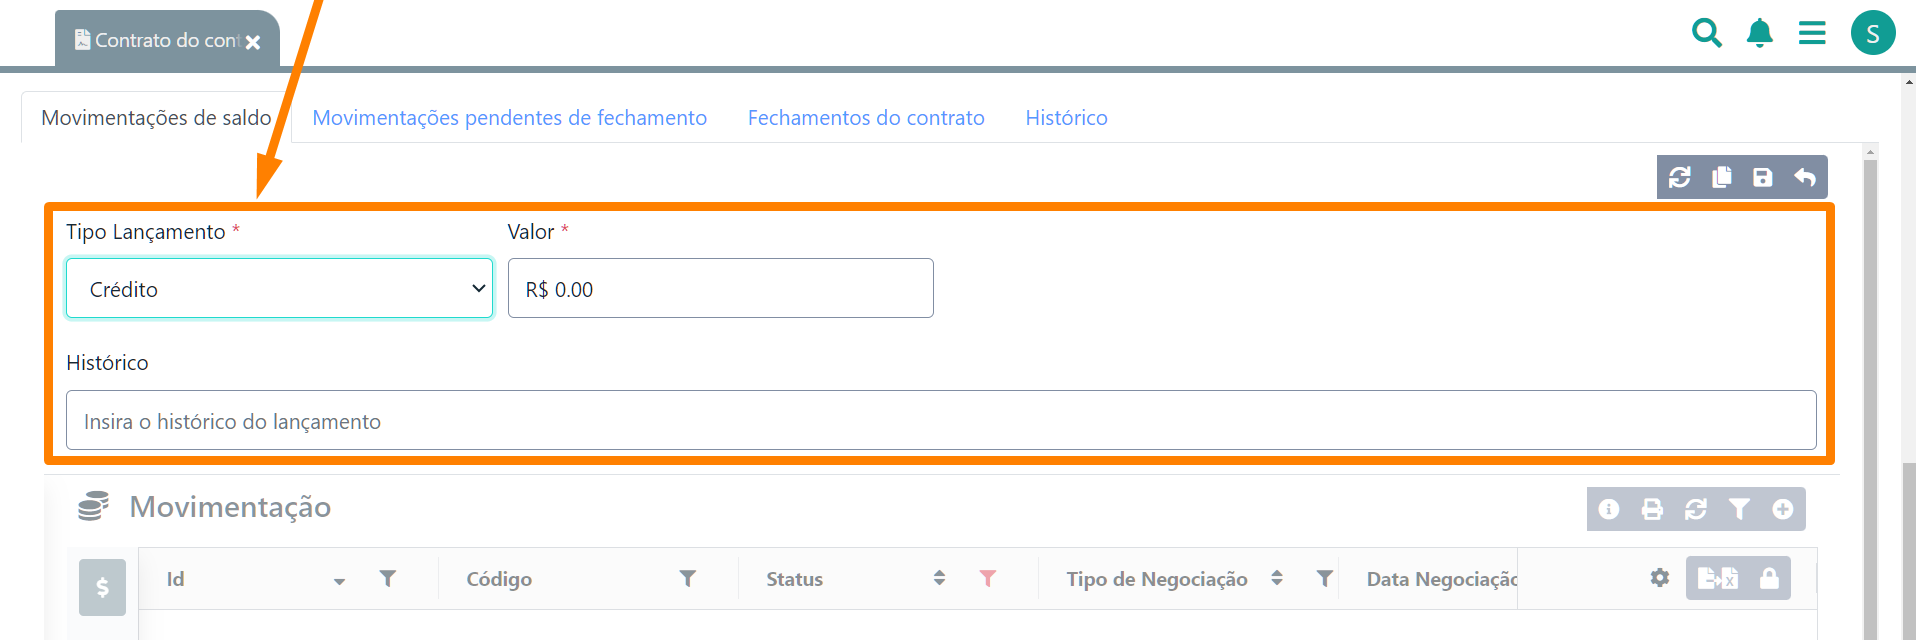 Contrato do cont
S
Movimentações de saldo
Movimentações pendentes de fechamento
Fechamentos do contrato
Histórico
Tipo Lançamento *
Valor *
Crédito
R$ 0.00
Histórico
Insira o histórico do lançamento
Movimentação
$
Id
Código
Status
Tipo de Negociação
Data Negociação